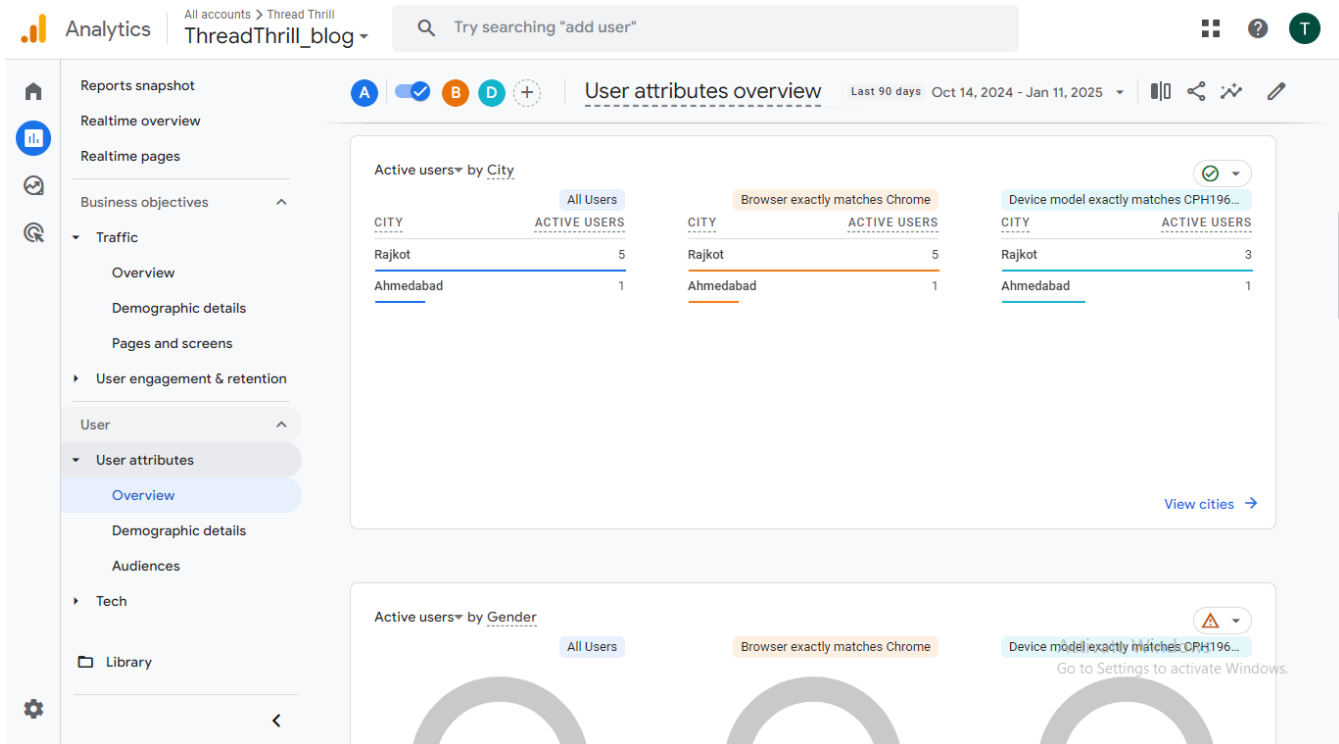 Analytics
All accounts > Thread Thrill
ThreadThrill_blog
Try searching "add user"
T
Reports snapshot
Realtime overview
Realtime pages
Business objectives
Traffic
Overview
Demographic details
Pages and screens
User engagement & retention
User
User attributes
Overview
Demographic details
Audiences
Tech
Library
A B D +
User attributes overview
Last 90 days Oct 14, 2024 - Jan 11, 2025
Active users by City
All Users
CITY ACTIVE USERS
Rajkot 5
Ahmedabad 1
Browser exactly matches Chrome
CITY ACTIVE USERS
Rajkot 5
Ahmedabad 1
Device model exactly matches CPH196...
CITY ACTIVE USERS
Rajkot 3
Ahmedabad 1
View cities
Active users by Gender
All Users
Browser exactly matches Chrome
Device model exactly matches CPH196...
Activate Windows
Go to Settings to activate Windows.